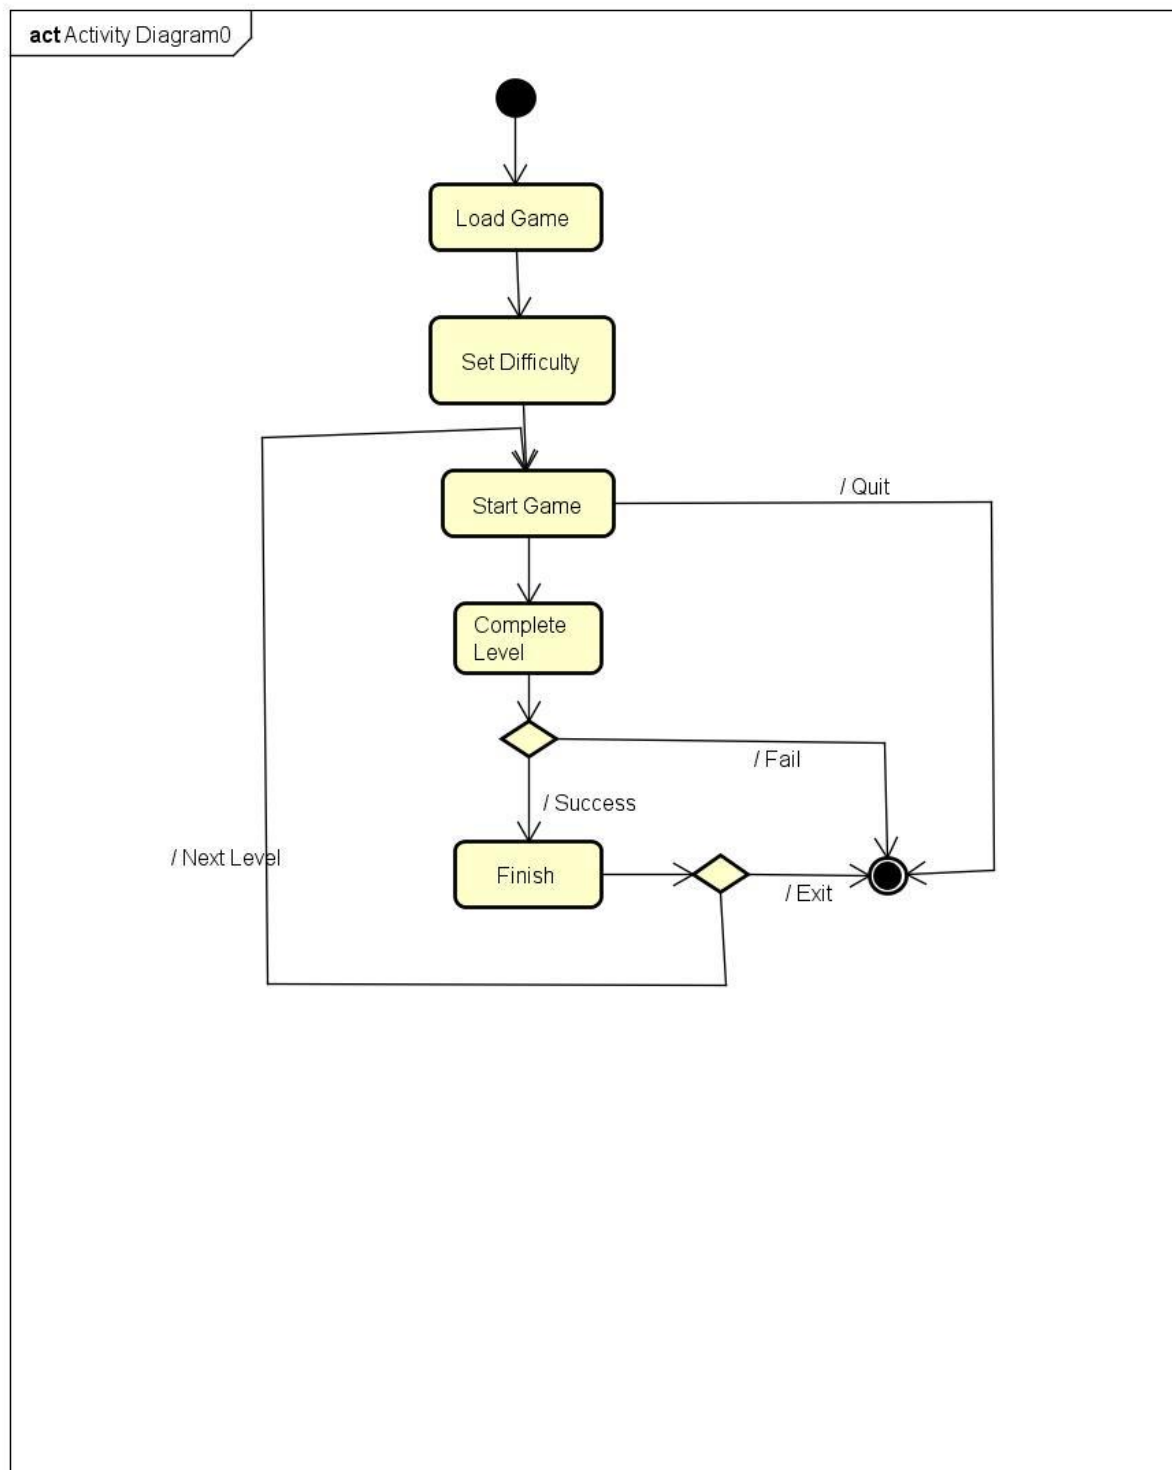 act Activity Diagram0
Load Game
Set Difficulty
Start Game
/ Quit
Complete
Level
/ Fail
/ Success
/ Next Level
Finish
/ Exit